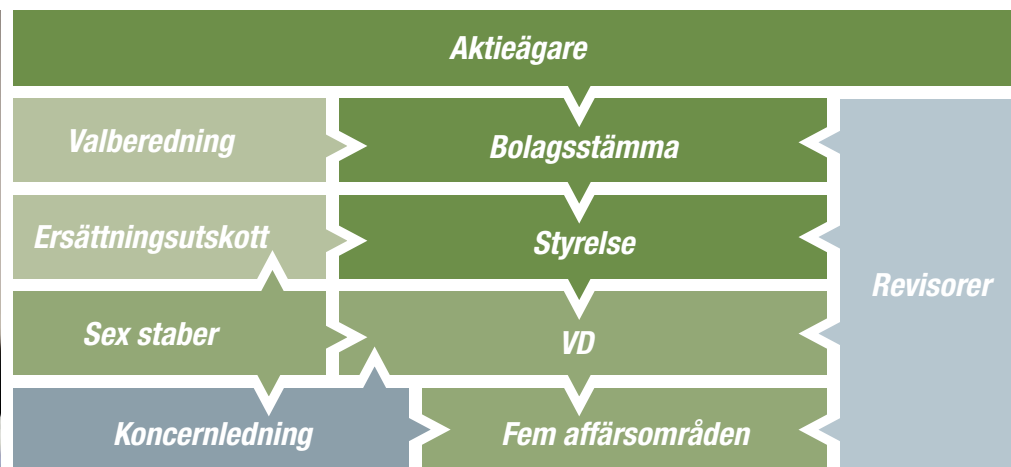 Aktieägare
Valberedning
Bolagsstämma
Ersättningsutskott
Styrelse
Revisorer
Sex staber
VD
Koncernledning
Fem affärsområden